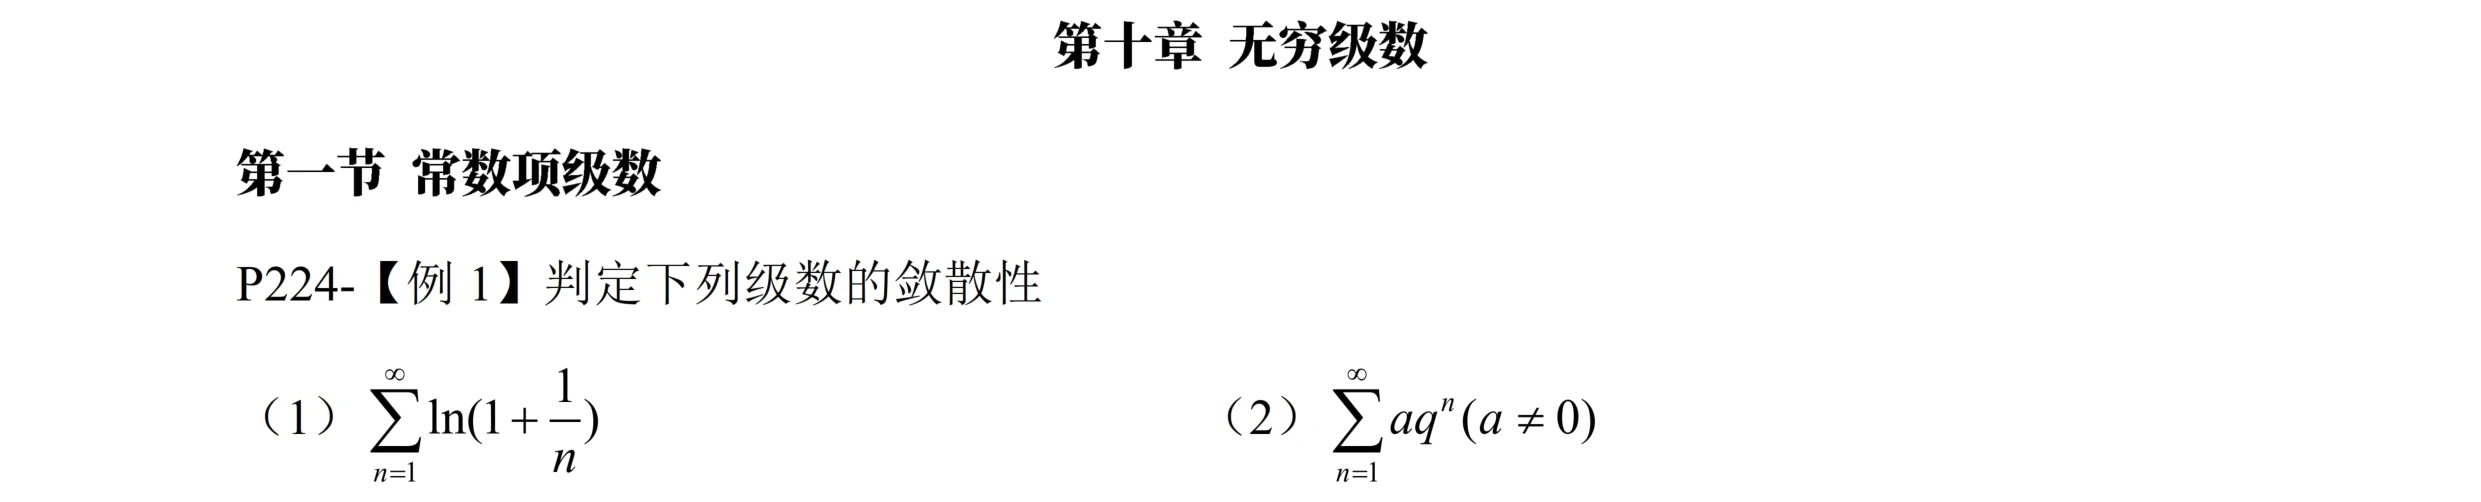 第十章 无穷级数
第一节 常数项级数
P224-【例 1】判定下列级数的敛散性
（1）$\sum_{n=1}^{\infty}\ln(1+\frac{1}{n})$ （2）$\sum_{n=1}^{\infty}aq^{n}(a\neq 0)$